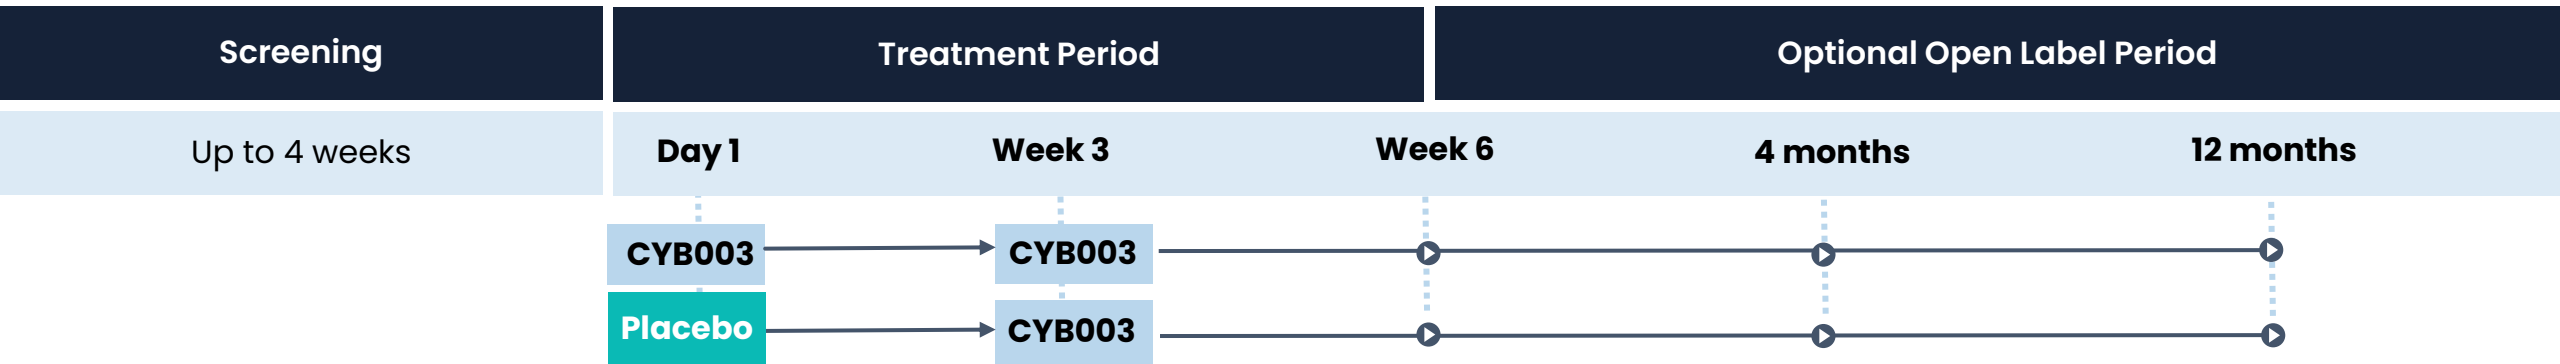 Screening
Treatment Period
Optional Open Label Period
Up to 4 weeks
Day 1
Week 3
Week 6
4 months
12 months
CYB003
CYB003
Placebo
CYB003